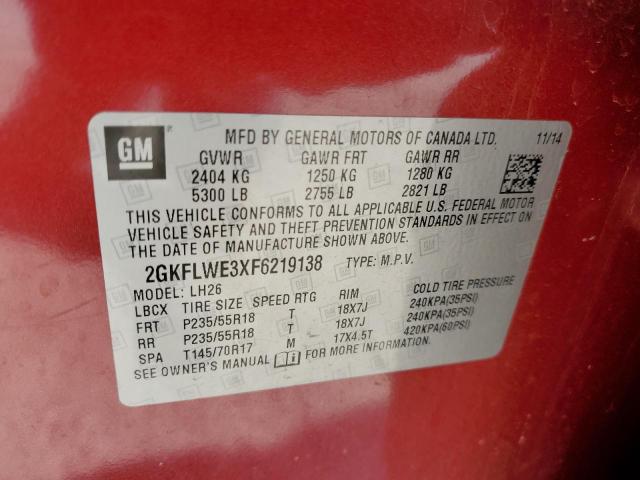 GM
MFD BY GENERAL MOTORS OF CANADA LTD. 11/14
GVWR GAWR FRT GAWR RR
2404 KG 1250 KG 1280 KG
5300 LB 2755 LB 2821 LB
THIS VEHICLE CONFORMS TO ALL APPLICABLE U.S. FEDERAL MOTOR
VEHICLE SAFETY AND THEFT PREVENTION STANDARDS IN EFFECT ON
THE DATE OF MANUFACTURE SHOWN ABOVE.
2GKFLWE3XF6219138 TYPE: M.P.V.
MODEL: LH26
LBCX TIRE SIZE SPEED RTG RIM COLD TIRE PRESSURE
FRT P235/55R18 T 18X7J 240KPA(35PSI)
RR P235/55R18 T 18X7J 240KPA(35PSI)
SPA T145/70R17 M 17X4.5T 420KPA(60PSI)
SEE OWNER'S MANUAL FOR MORE INFORMATION.